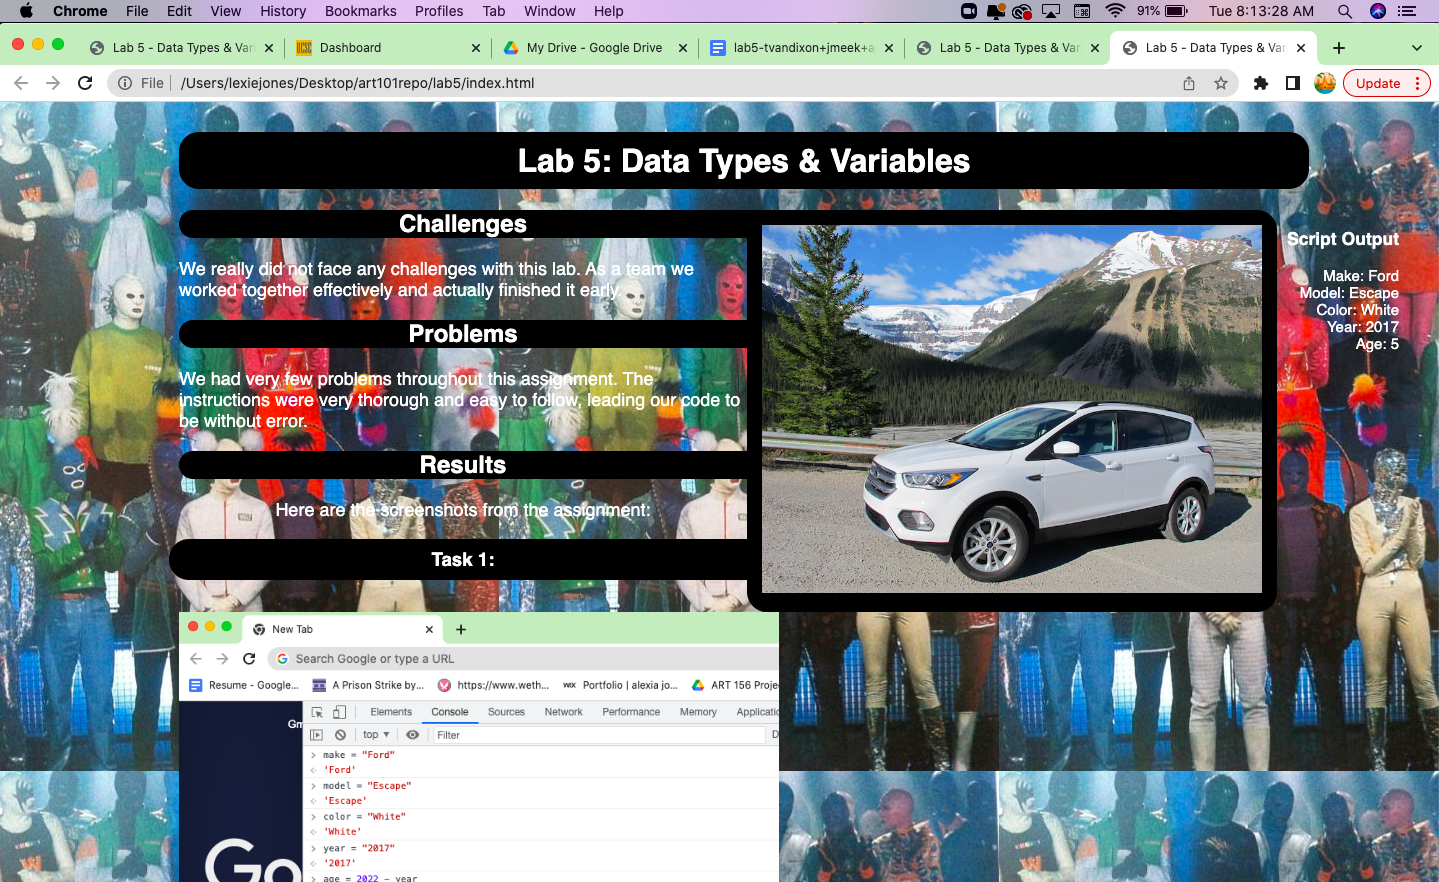 Chrome File Edit View History Bookmarks Profiles Tab Window Help 91% Tue 8:13:28 AM
Lab 5 - Data Types & Var Dashboard My Drive - Google Drive lab5-tvandixon+jmeek+a Lab 5 - Data Types & Var Lab 5 - Data Types & Var
File /Users/lexiejones/Desktop/art101repo/lab5/index.html Update
Lab 5: Data Types & Variables
Challenges
We really did not face any challenges with this lab. As a team we
worked together effectively and actually finished it early.
Problems
We had very few problems throughout this assignment. The
instructions were very thorough and easy to follow, leading our code to
be without error.
Results
Here are the screenshots from the assignment:
Task 1:
Script Output
Make: Ford
Model: Escape
Color: White
Year: 2017
Age: 5
New Tab
Search Google or type a URL
Resume - Google... A Prison Strike by... https://www.weth... WIX Portfolio | alexia jo... ART 156 Proje
Gm
Elements Console Sources Network Performance Memory Applicatio
top Filter D
make = "Ford"
'Ford'
model = "Escape"
'Escape'
color = "White"
'White'
year = "2017"
'2017'
age = 2022 - year
Go